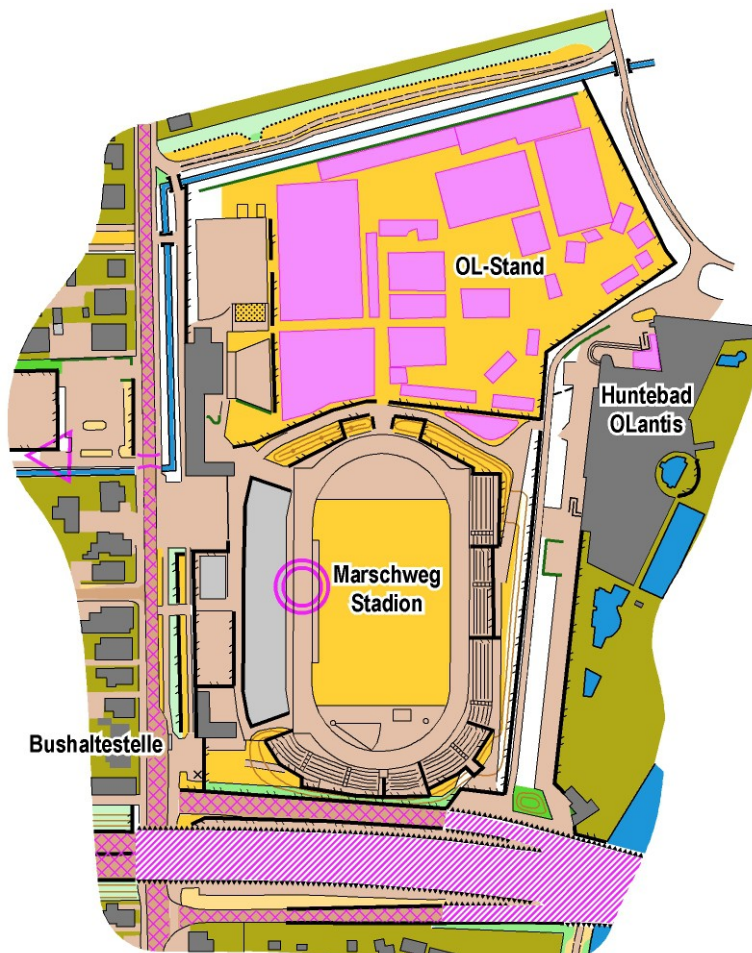 OL-Stand
Huntebad
OLantis
Marschweg
Stadion
Bushaltestelle